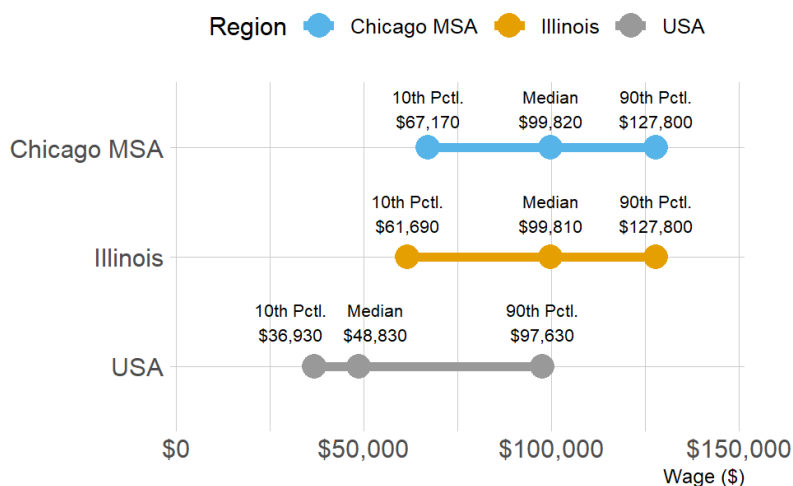 Region Chicago MSA Illinois USA
10th Pctl. Median 90th Pctl.
$67,170 $99,820 $127,800
Chicago MSA
10th Pctl. Median 90th Pctl.
$61,690 $99,810 $127,800
Illinois
10th Pctl. Median 90th Pctl.
$36,930 $48,830 $97,630
USA
$0 $50,000 $100,000 $150,000
Wage ($)